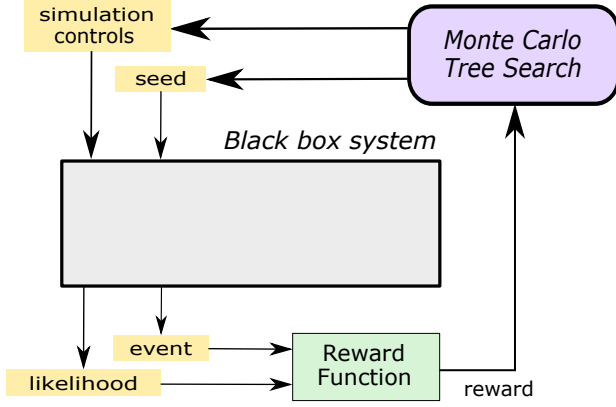 simulation
controls
Monte Carlo
Tree Search
seed
Black box system
event
likelihood
Reward
Function
reward